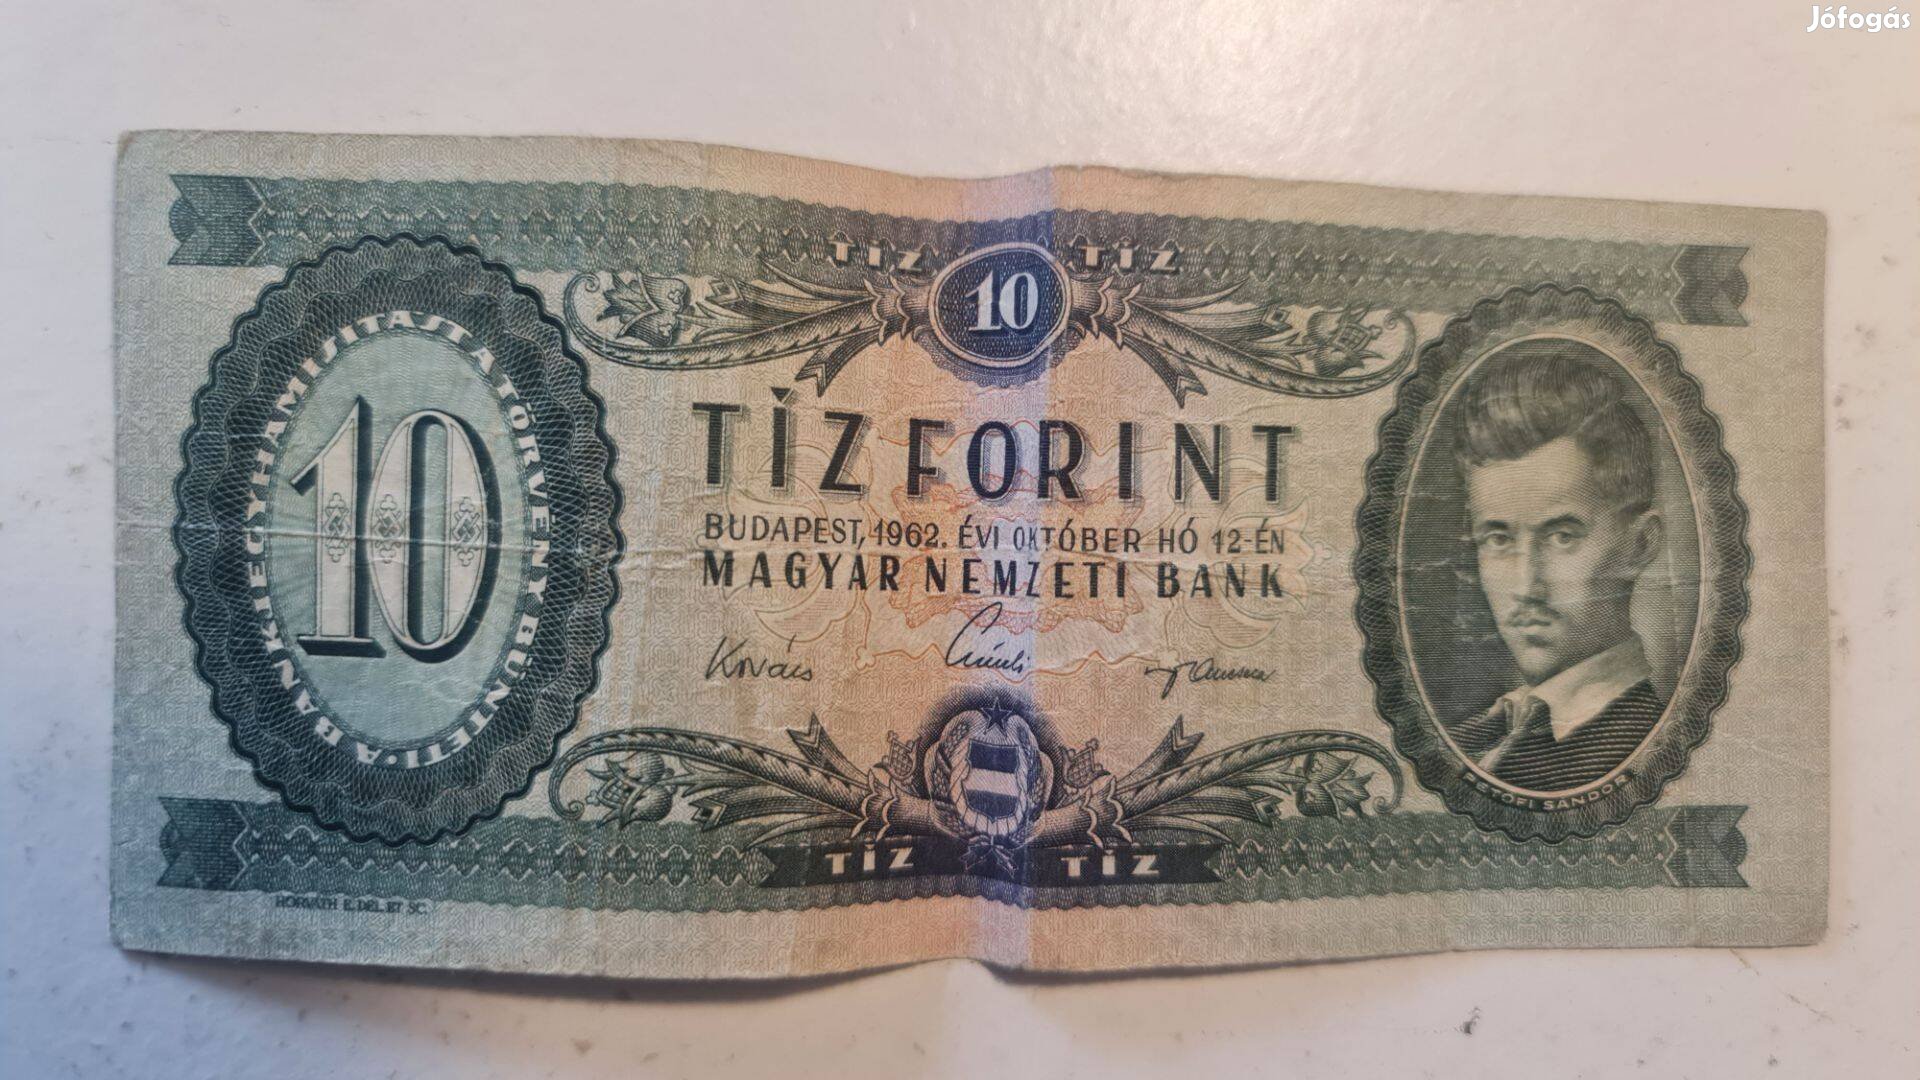 Jófogás
TÍZ 10 TÍZ
A BANKJEGYHAMISÍTÁST A TÖRVÉNY BÜNTETI
10
TÍZ FORINT
BUDAPEST, 1962. ÉVI OKTÓBER HÓ 12-ÉN
MAGYAR NEMZETI BANK
Kovács
PETŐFI SÁNDOR
TÍZ TÍZ
HORVÁTH E. DEL. ET SC.